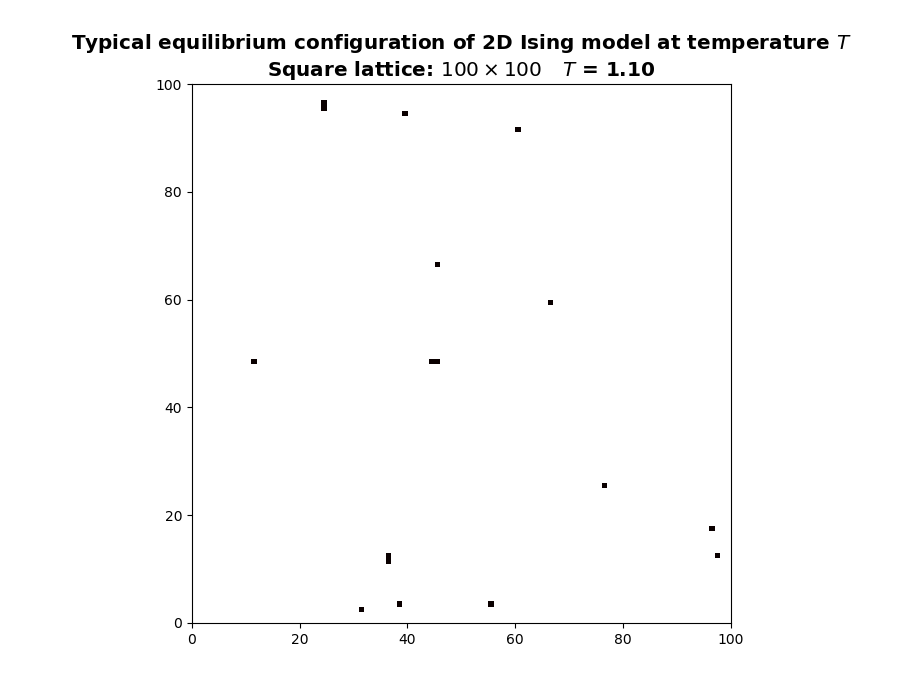 Typical equilibrium configuration of 2D Ising model at temperature T
Square lattice: 100 × 100 T = 1.10
100
80
60
40
20
0
0 20 40 60 80 100